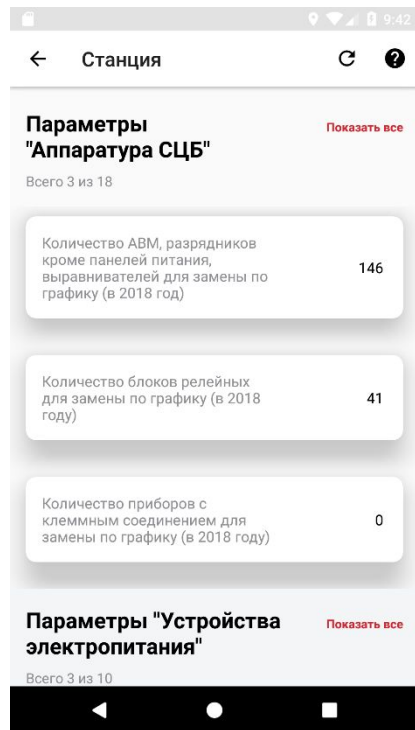 9:42
Станция
Параметры
"Аппаратура СЦБ"
Показать все
Всего 3 из 18
Количество АВМ, разрядников
кроме панелей питания,
выравнивателей для замены по
графику (в 2018 год)
146
Количество блоков релейных
для замены по графику (в 2018
году)
41
Количество приборов с
клеммным соединением для
замены по графику (в 2018 году)
0
Параметры "Устройства
электропитания"
Показать все
Всего 3 из 10